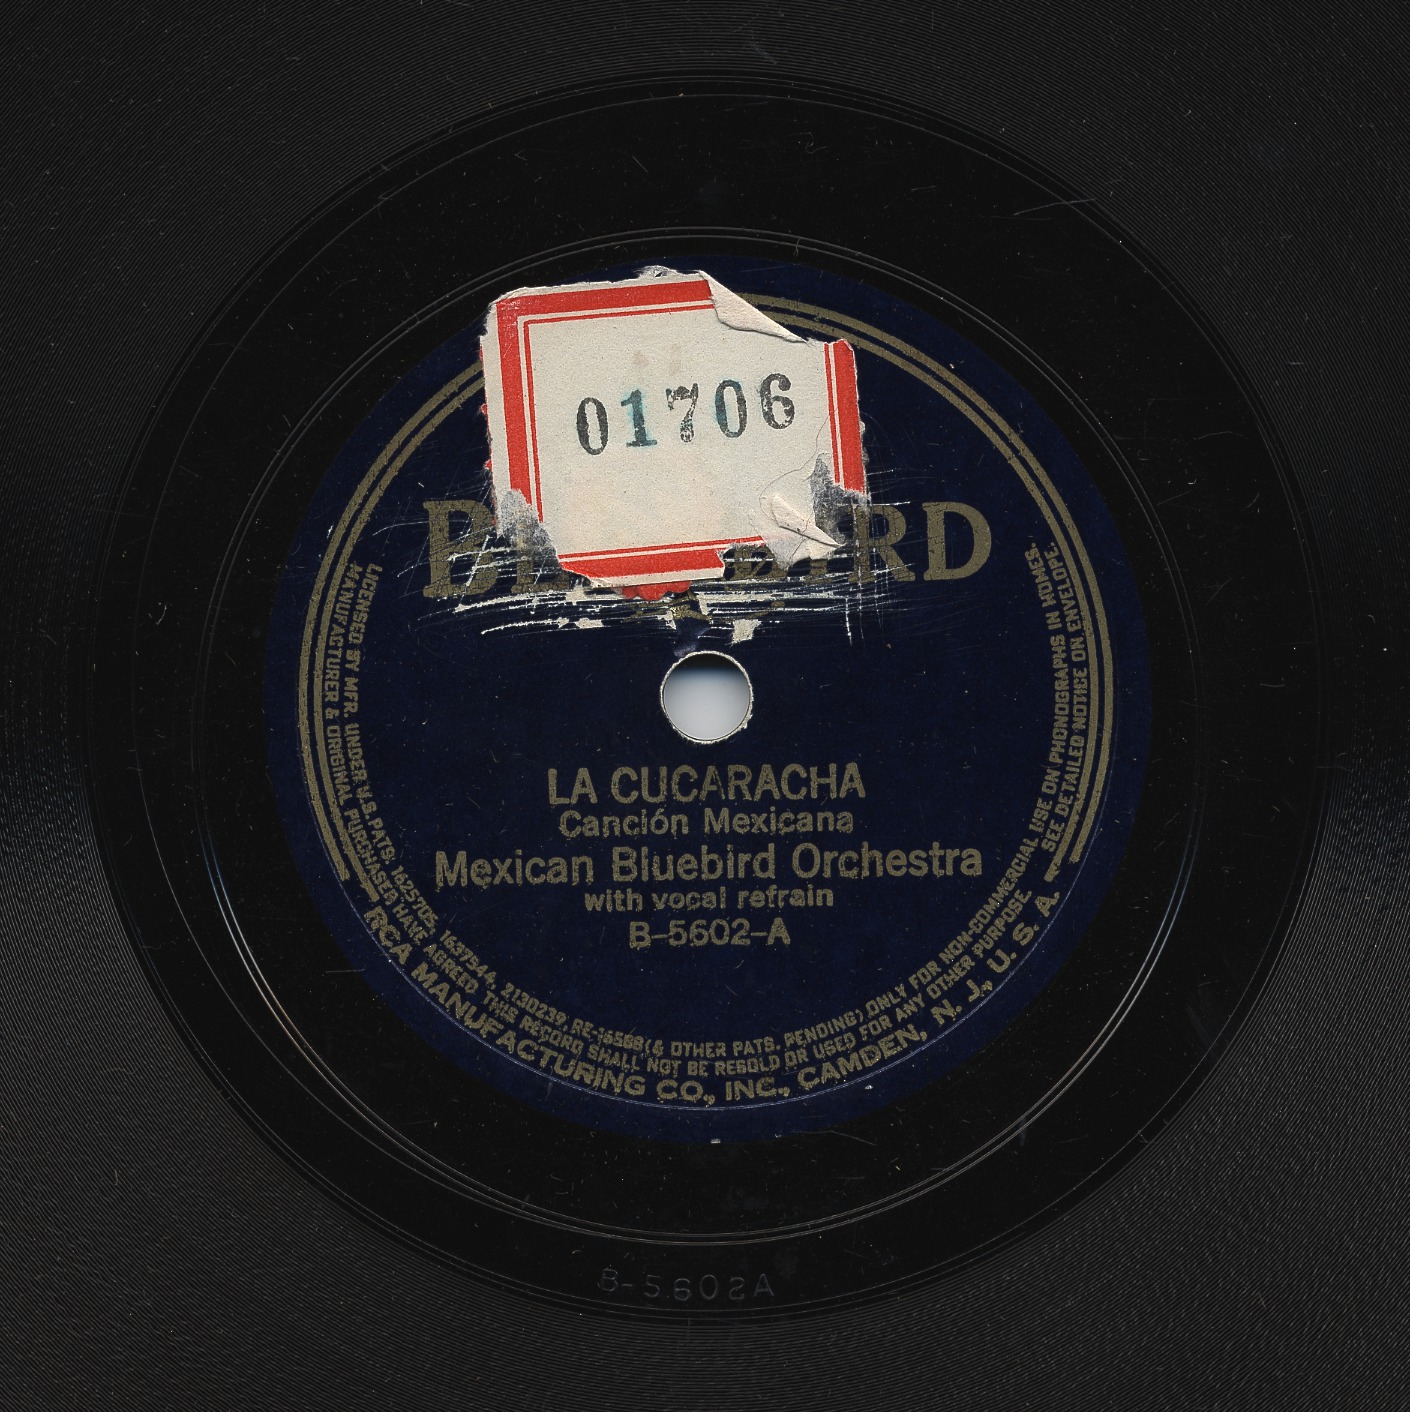 01706
BLUEBIRD
LA CUCARACHA
Canción Mexicana
Mexican Bluebird Orchestra
with vocal refrain
B-5602-A
LICENSED BY MFR. UNDER U.S. PATS. 1625705, 1637544, 2130239, RE-16588 (& OTHER PATS. PENDING) ONLY FOR NON-COMMERCIAL USE ON PHONOGRAPHS IN HOMES.
MANUFACTURER & ORIGINAL PURCHASER HAVE AGREED THIS RECORD SHALL NOT BE RESOLD OR USED FOR ANY OTHER PURPOSE. SEE DETAILED NOTICE ON ENVELOPE.
RCA MANUFACTURING CO., INC., CAMDEN, N. J., U. S. A.
B-5602A